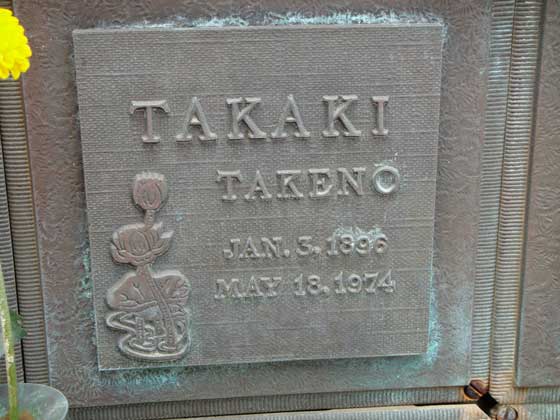 TAKAKI
TAKENO
JAN. 3, 1896
MAY 18, 1974